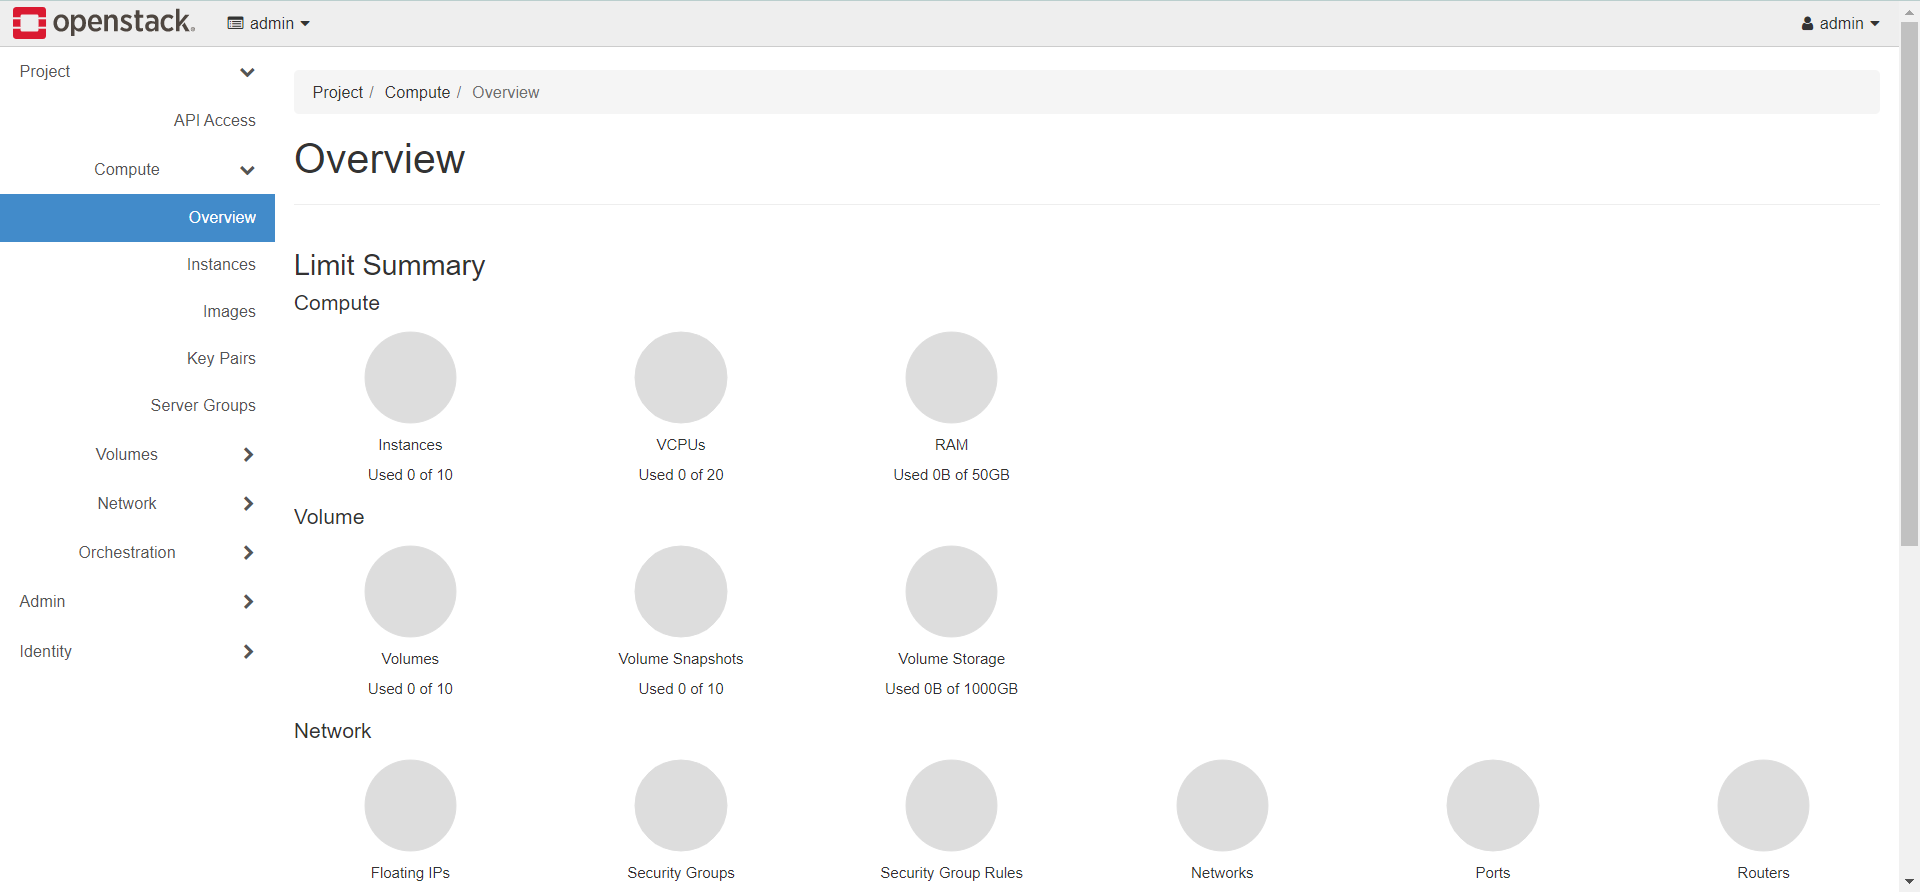 openstack.
admin
admin
Project
API Access
Compute
Overview
Instances
Images
Key Pairs
Server Groups
Volumes
Network
Orchestration
Admin
Identity
Project / Compute / Overview
Overview
Limit Summary
Compute
Instances
Used 0 of 10
VCPUs
Used 0 of 20
RAM
Used 0B of 50GB
Volume
Volumes
Used 0 of 10
Volume Snapshots
Used 0 of 10
Volume Storage
Used 0B of 1000GB
Network
Floating IPs
Security Groups
Security Group Rules
Networks
Ports
Routers